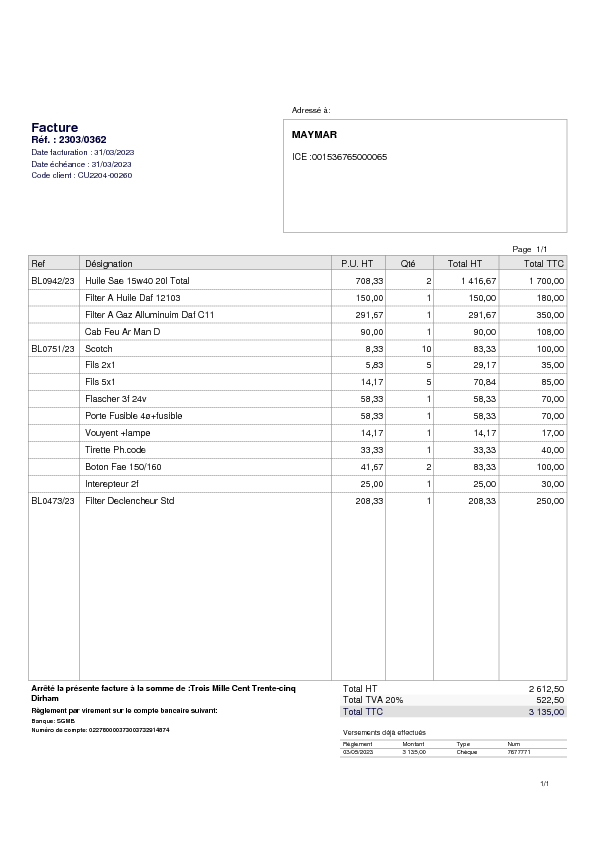 Adressé à:
Facture
Réf. : 2303/0362
Date facturation : 31/03/2023
Date échéance : 31/03/2023
Code client : CU2204-00260
MAYMAR
ICE :001536765000065
Page 1/1
Ref Désignation P.U. HT Qté Total HT Total TTC
BL0942/23 Huile Sae 15w40 20l Total 708,33 2 1 416,67 1 700,00
Filter A Huile Daf 12103 150,00 1 150,00 180,00
Filter A Gaz Alluminuim Daf C11 291,67 1 291,67 350,00
Cab Feu Ar Man D 90,00 1 90,00 108,00
BL0751/23 Scotch 8,33 10 83,33 100,00
Fils 2x1 5,83 5 29,17 35,00
Fils 5x1 14,17 5 70,84 85,00
Flascher 3f 24v 58,33 1 58,33 70,00
Porte Fusible 4ø+fusible 58,33 1 58,33 70,00
Vouyent +lampe 14,17 1 14,17 17,00
Tirette Ph.code 33,33 1 33,33 40,00
Boton Fae 150/160 41,67 2 83,33 100,00
Interepteur 2f 25,00 1 25,00 30,00
BL0473/23 Filter Declencheur Std 208,33 1 208,33 250,00
Arrêté la présente facture à la somme de :Trois Mille Cent Trente-cinq
Dirham
Règlement par virement sur le compte bancaire suivant:
Banque: SGMB
Numéro de compte: 022780000373003732914874
Total HT 2 612,50
Total TVA 20% 522,50
Total TTC 3 135,00
Versements déjà effectués
Règlement Montant Type Num
03/05/2023 3 135,00 Chèque 7677771
1/1